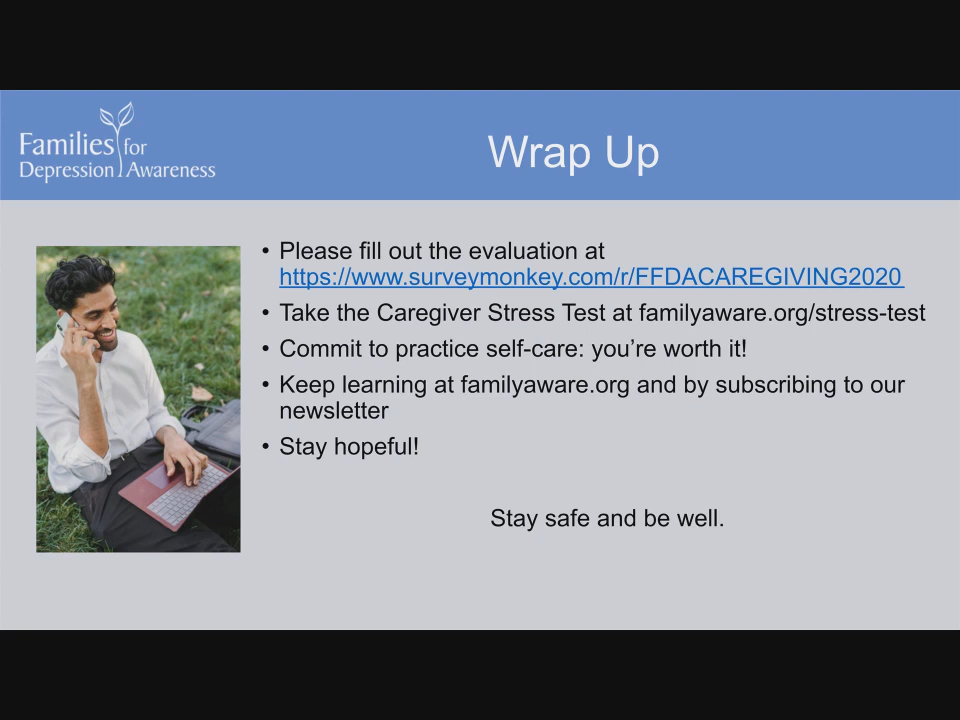 Families for
Depression Awareness
Wrap Up
• Please fill out the evaluation at
https://www.surveymonkey.com/r/FFDACAREGIVING2020
• Take the Caregiver Stress Test at familyaware.org/stress-test
• Commit to practice self-care: you’re worth it!
• Keep learning at familyaware.org and by subscribing to our
newsletter
• Stay hopeful!
Stay safe and be well.